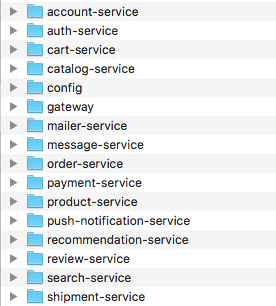 account-service
auth-service
cart-service
catalog-service
config
gateway
mailer-service
message-service
order-service
payment-service
product-service
push-notification-service
recommendation-service
review-service
search-service
shipment-service